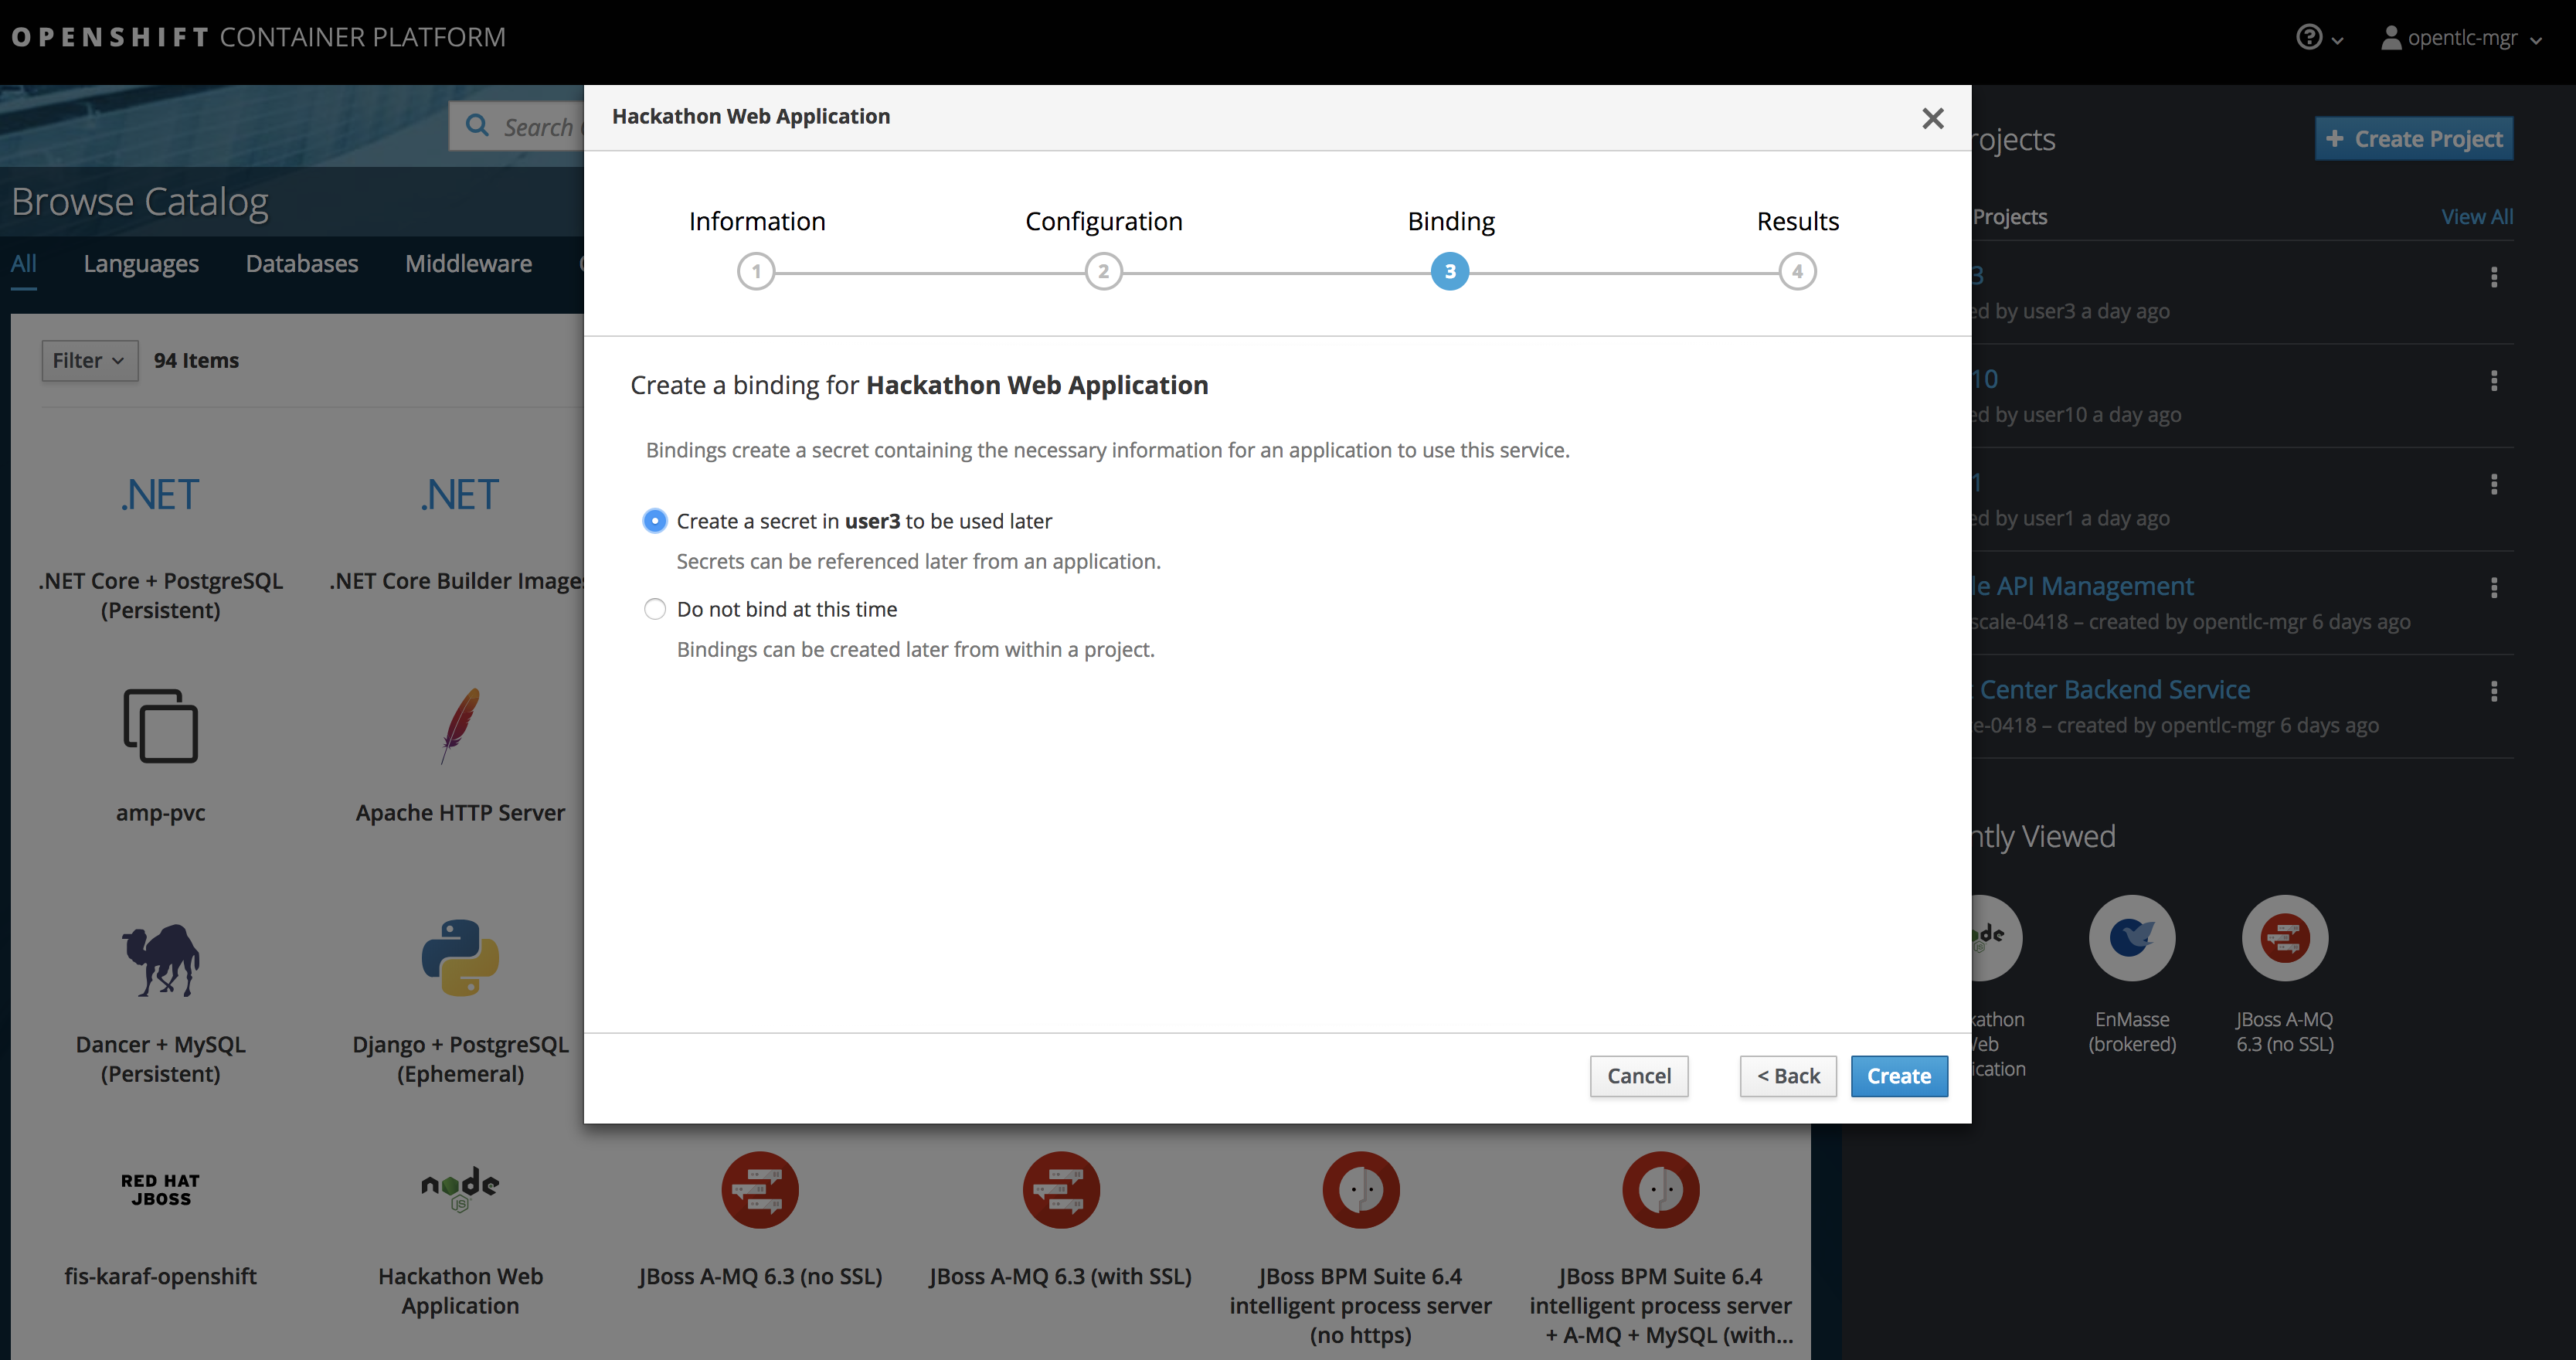 OPENSHIFT CONTAINER PLATFORM
opentlc-mgr
Search
Browse Catalog
All Languages Databases Middleware
Filter 94 Items
.NET
.NET Core + PostgreSQL
(Persistent)
.NET
.NET Core Builder Images
amp-pvc
Apache HTTP Server
Dancer + MySQL
(Persistent)
Django + PostgreSQL
(Ephemeral)
RED HAT
JBOSS
fis-karaf-openshift
node
JS
Hackathon Web
Application
JBoss A-MQ 6.3 (no SSL)
JBoss A-MQ 6.3 (with SSL)
JBoss BPM Suite 6.4
intelligent process server
(no https)
JBoss BPM Suite 6.4
intelligent process server
+ A-MQ + MySQL (with...
Hackathon Web Application
Information Configuration Binding Results
1 2 3 4
Create a binding for Hackathon Web Application
Bindings create a secret containing the necessary information for an application to use this service.
Create a secret in user3 to be used later
Secrets can be referenced later from an application.
Do not bind at this time
Bindings can be created later from within a project.
Cancel < Back Create
ojects
+ Create Project
Projects View All
3
ed by user3 a day ago
10
ed by user10 a day ago
1
ed by user1 a day ago
le API Management
scale-0418 – created by opentlc-mgr 6 days ago
Center Backend Service
e-0418 – created by opentlc-mgr 6 days ago
ntly Viewed
de
kathon
eb
ication
EnMasse
(brokered)
JBoss A-MQ
6.3 (no SSL)